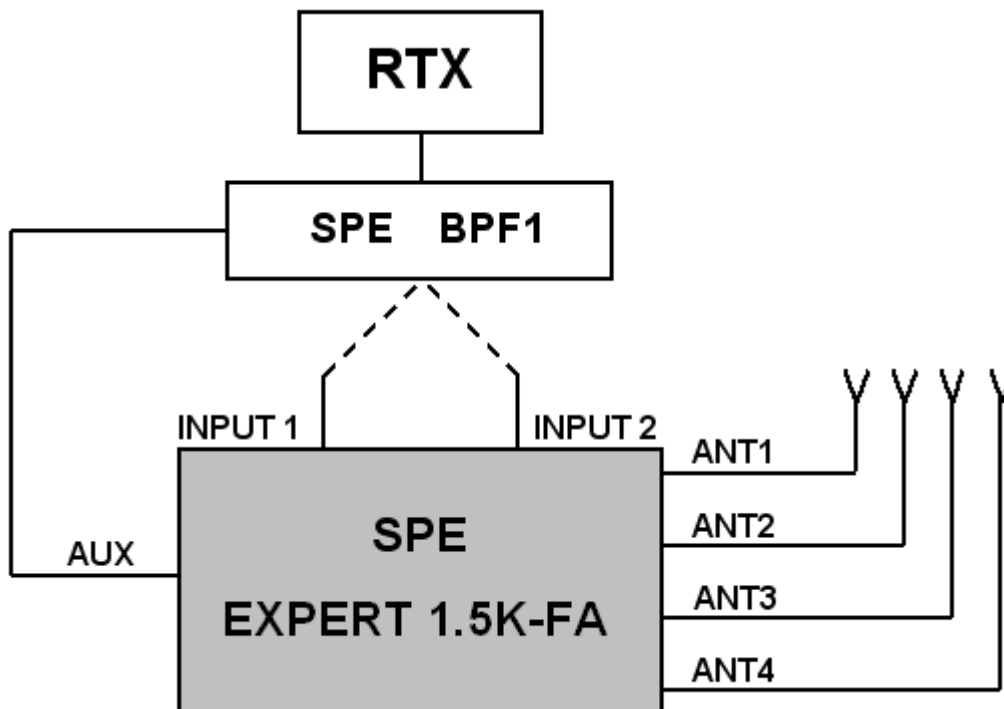 RTX
SPE BPF1
INPUT 1
INPUT 2
ANT1
SPE
ANT2
AUX
EXPERT 1.5K-FA
ANT3
ANT4